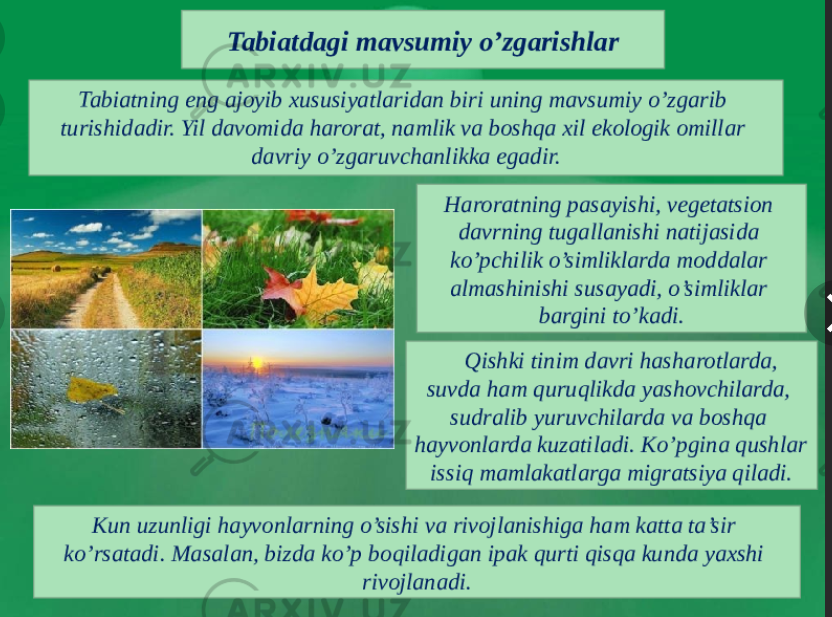 Tabiatdagi mavsumiy o’zgarishlar
Tabiatning eng ajoyib xususiyatlaridan biri uning mavsumiy o’zgarib
turishidadir. Yil davomida harorat, namlik va boshqa xil ekologik omillar
davriy o’zgaruvchanlikka egadir.
Haroratning pasayishi, vegetatsion
davrning tugallanishi natijasida
ko’pchilik o’simliklarda moddalar
almashinishi susayadi, o’simliklar
bargini to’kadi.
Qishki tinim davri hasharotlarda,
suvda ham quruqlikda yashovchilarda,
sudralib yuruvchilarda va boshqa
hayvonlarda kuzatiladi. Ko’pgina qushlar
issiq mamlakatlarga migratsiya qiladi.
Kun uzunligi hayvonlarning o’sishi va rivojlanishiga ham katta ta’sir
ko’rsatadi. Masalan, bizda ko’p boqiladigan ipak qurti qisqa kunda yaxshi
rivojlanadi.
ARXIV.UZ
ARXIV.UZ
ARXIV.UZ
ARXIV.UZ